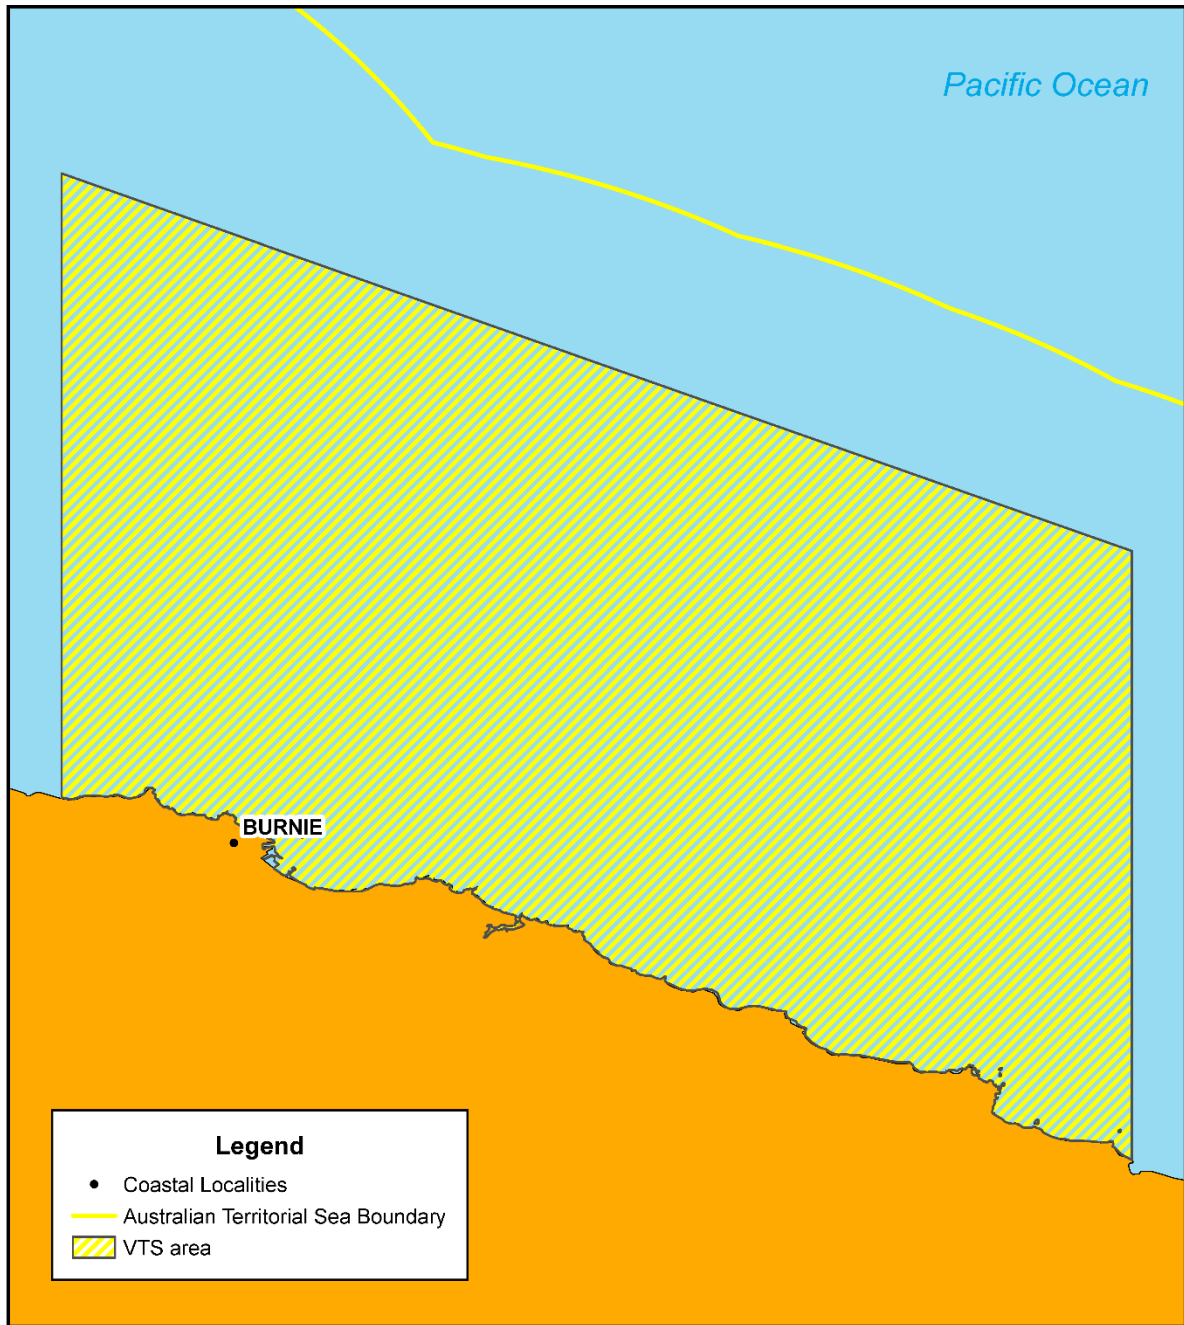 Pacific Ocean
BURNIE
Legend
Coastal Localities
Australian Territorial Sea Boundary
VTS area